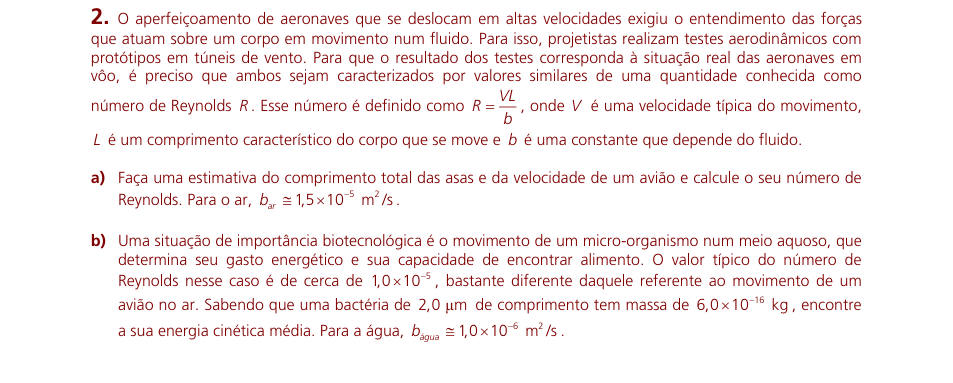 2. O aperfeiçoamento de aeronaves que se deslocam em altas velocidades exigiu o entendimento das forças
que atuam sobre um corpo em movimento num fluido. Para isso, projetistas realizam testes aerodinâmicos com
protótipos em túneis de vento. Para que o resultado dos testes corresponda à situação real das aeronaves em
vôo, é preciso que ambos sejam caracterizados por valores similares de uma quantidade conhecida como
número de Reynolds R. Esse número é definido como R = VL/b, onde V é uma velocidade típica do movimento,
L é um comprimento característico do corpo que se move e b é uma constante que depende do fluido.
a) Faça uma estimativa do comprimento total das asas e da velocidade de um avião e calcule o seu número de
Reynolds. Para o ar, b_ar ≅ 1,5×10⁻⁵ m²/s.
b) Uma situação de importância biotecnológica é o movimento de um micro-organismo num meio aquoso, que
determina seu gasto energético e sua capacidade de encontrar alimento. O valor típico do número de
Reynolds nesse caso é de cerca de 1,0×10⁻⁵, bastante diferente daquele referente ao movimento de um
avião no ar. Sabendo que uma bactéria de 2,0 μm de comprimento tem massa de 6,0×10⁻¹⁶ kg, encontre
a sua energia cinética média. Para a água, b_água ≅ 1,0×10⁻⁶ m²/s.